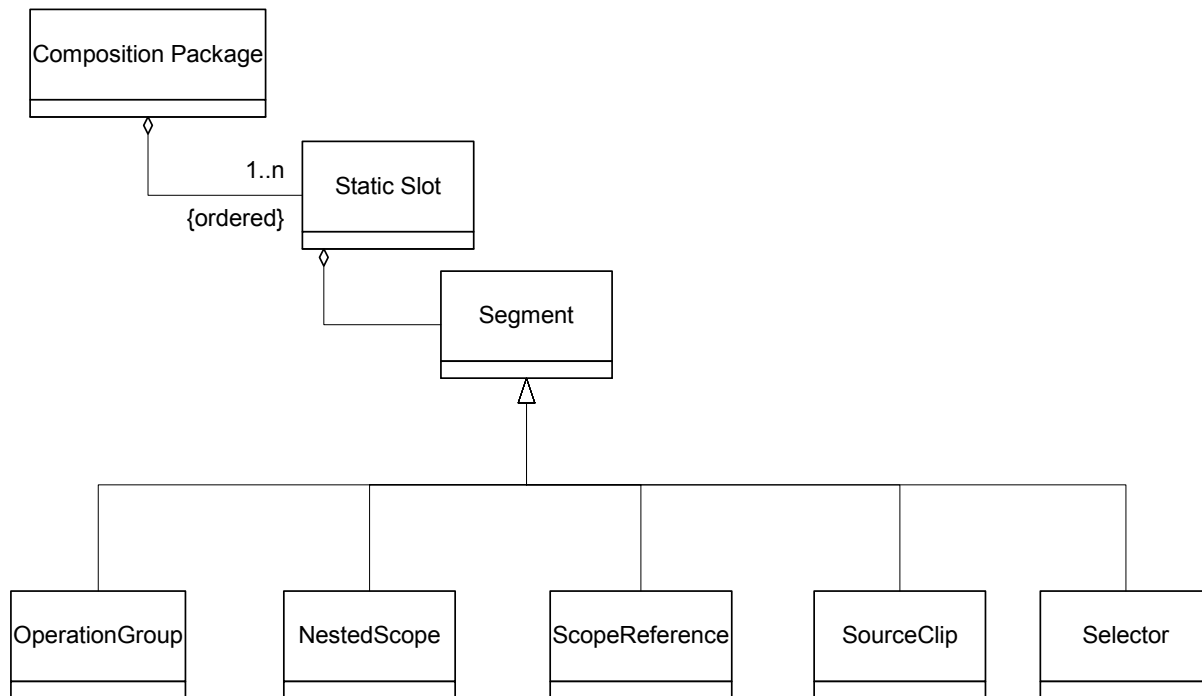 Composition Package
1..n
Static Slot
{ordered}
Segment
OperationGroup
NestedScope
ScopeReference
SourceClip
Selector